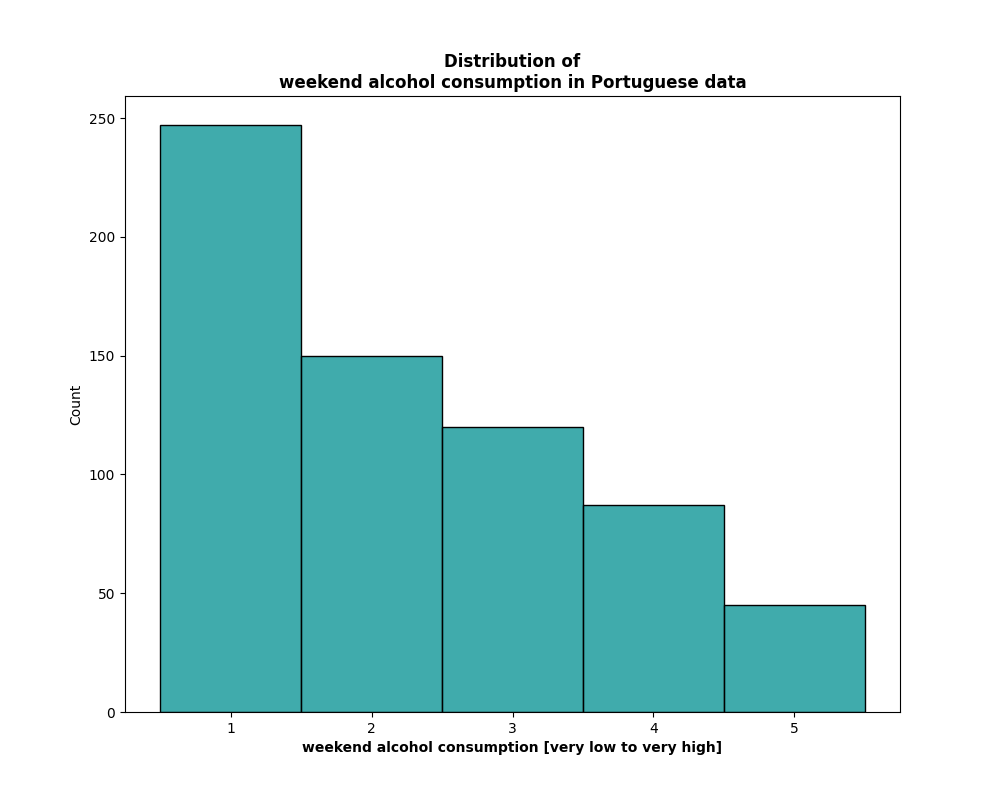 Distribution of
weekend alcohol consumption in Portuguese data
250
200
150
100
50
0
Count
1 2 3 4 5
weekend alcohol consumption [very low to very high]